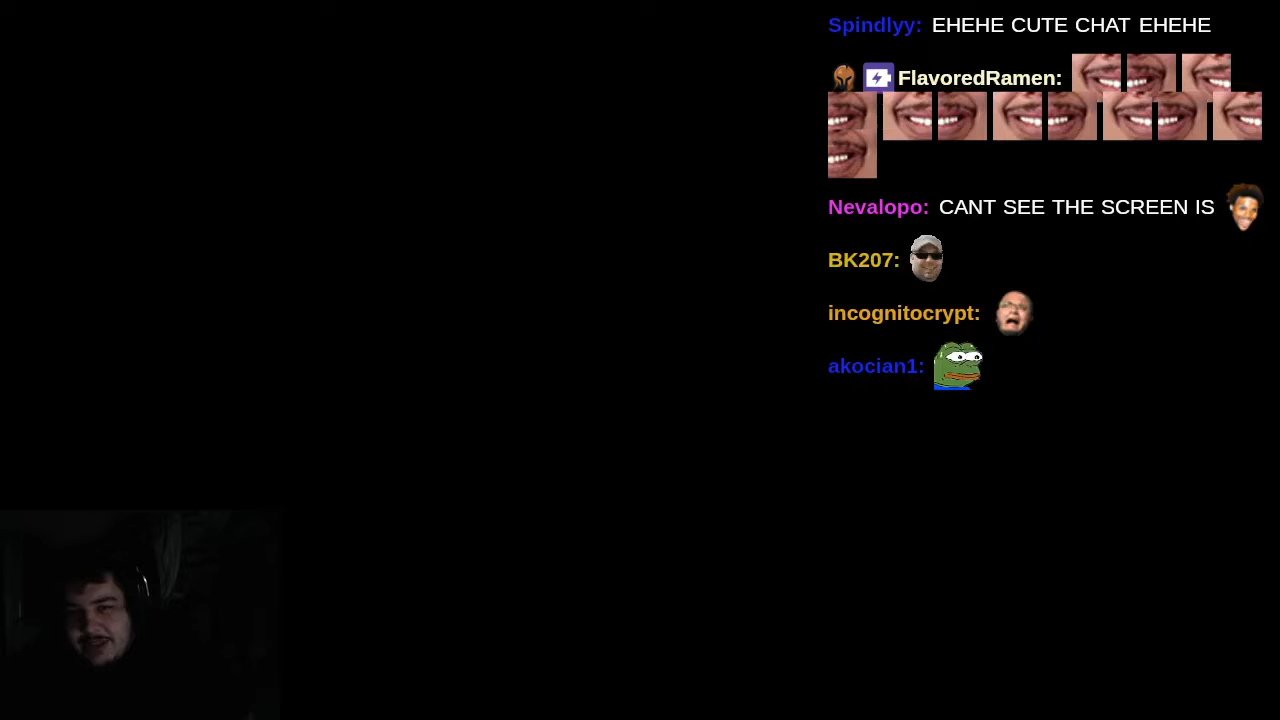 Spindlyy: EHEHE CUTE CHAT EHEHE
FlavoredRamen:
Nevalopo: CANT SEE THE SCREEN IS
BK207:
incognitocrypt:
akocian1: